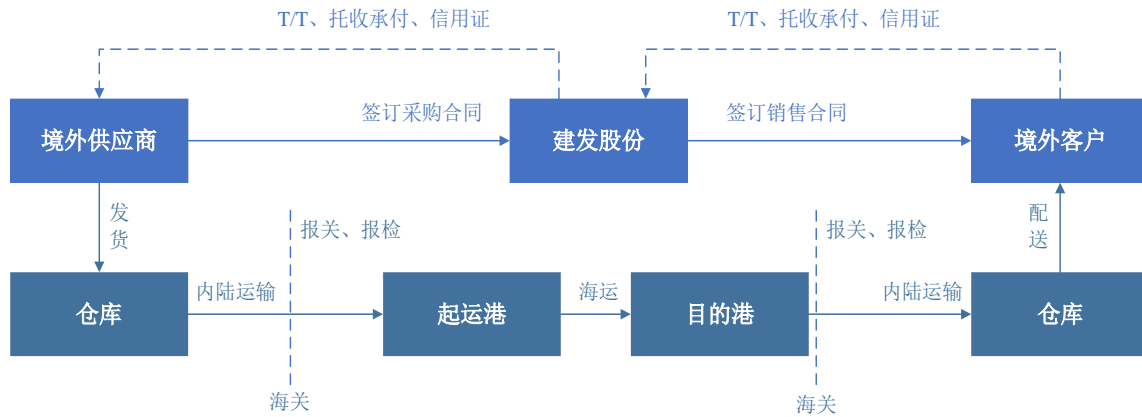 T/T、托收承付、信用证
T/T、托收承付、信用证
签订采购合同
签订销售合同
境外供应商
建发股份
境外客户
发货
配送
报关、报检
报关、报检
内陆运输
海运
内陆运输
仓库
起运港
目的港
仓库
海关
海关